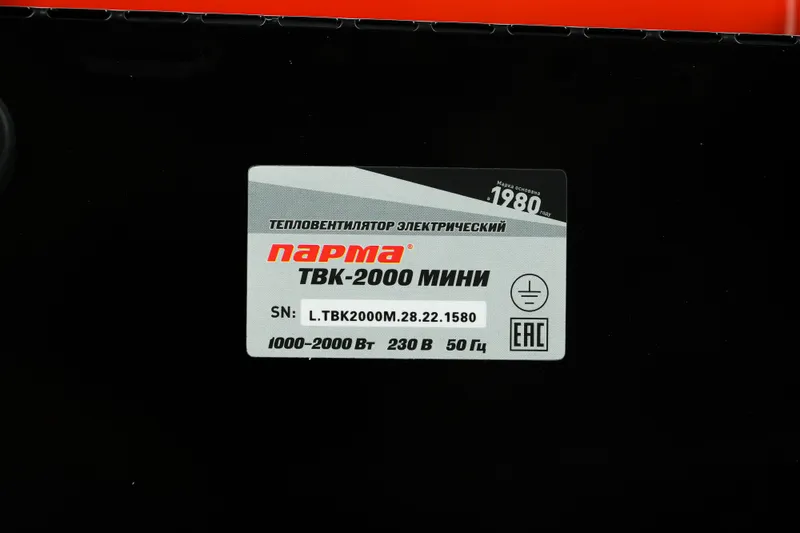 Марка основана
в 1980 году
ТЕПЛОВЕНТИЛЯТОР ЭЛЕКТРИЧЕСКИЙ
ПАРМА®
ТВК-2000 МИНИ
SN: L.TBK2000M.28.22.1580
EAC
1000-2000 Вт 230 В 50 Гц